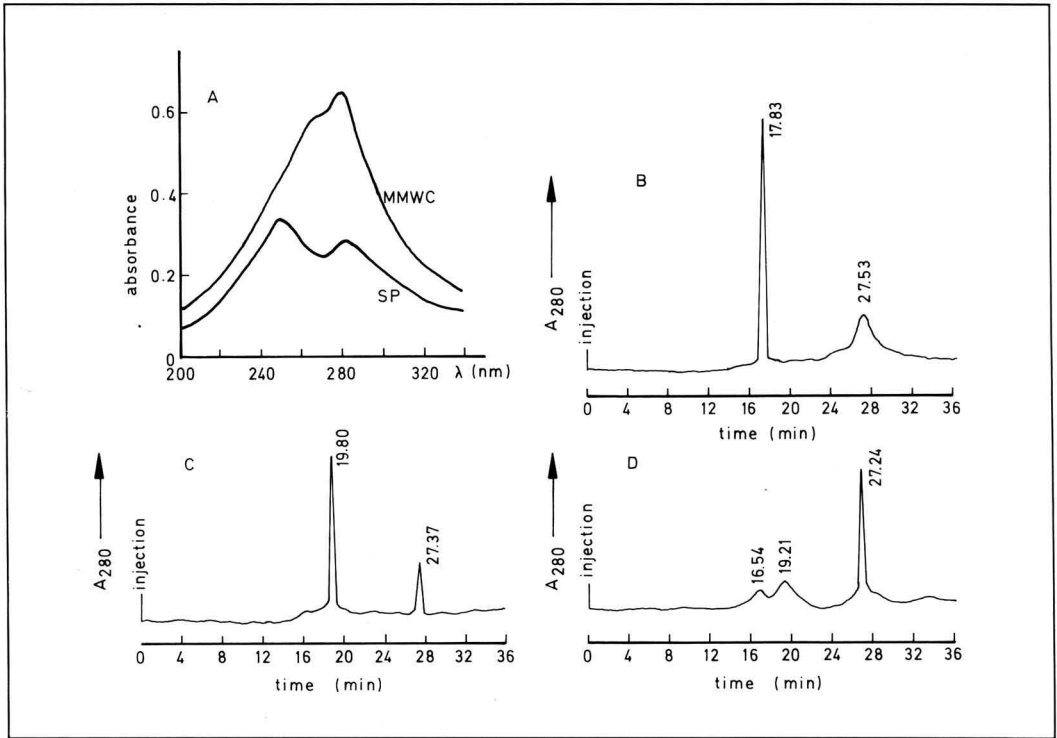 A
0.6
0.4
0.2
0
absorbance
MMWC
SP
200 240 280 320 λ (nm)
B
A280
injection
17.83
27.53
0 4 8 12 16 20 24 28 32 36
time (min)
C
A280
injection
19.80
27.37
0 4 8 12 16 20 24 28 32 36
time (min)
D
A280
injection
16.54
19.21
27.24
0 4 8 12 16 20 24 28 32 36
time (min)